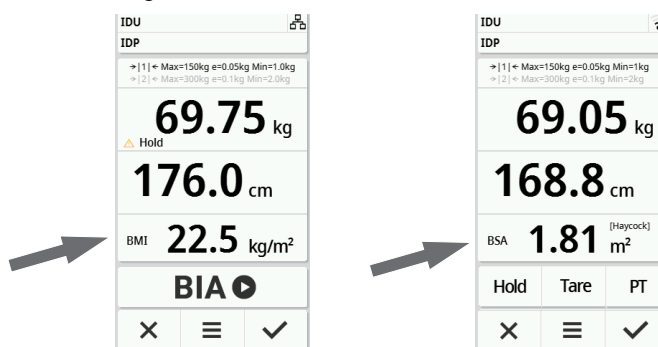 IDU
IDP
→|1|← Max=150kg e=0.05kg Min=1.0kg
→|2|← Max=300kg e=0.1kg Min=2.0kg
69.75 kg
Hold
176.0 cm
BMI 22.5 kg/m²
BIA
IDU
IDP
→|1|← Max=150kg e=0.05kg Min=1kg
→|2|← Max=300kg e=0.1kg Min=2kg
69.05 kg
168.8 cm
BSA 1.81 [Haycock] m²
Hold Tare PT